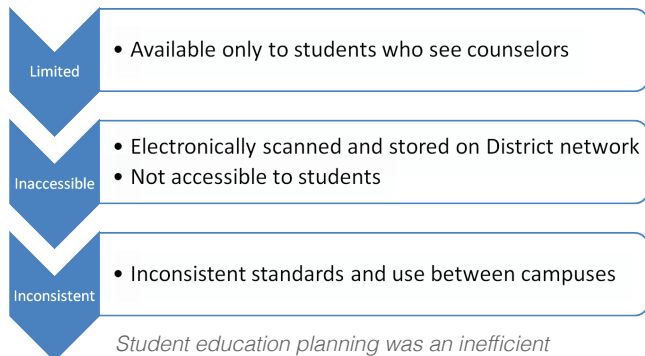 Limited
• Available only to students who see counselors
Inaccessible
• Electronically scanned and stored on District network
• Not accessible to students
Inconsistent
• Inconsistent standards and use between campuses
Student education planning was an inefficient